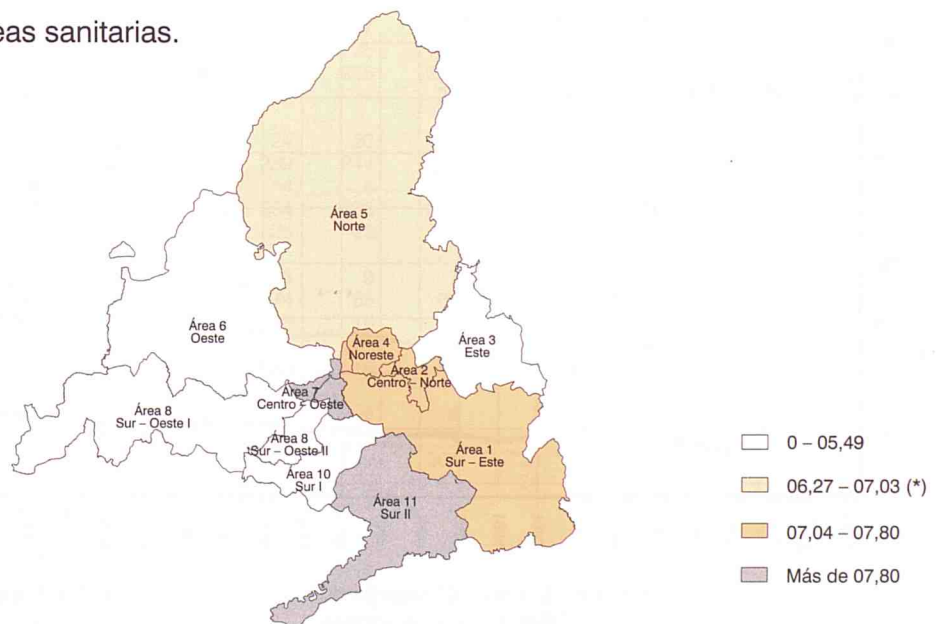 eas sanitarias.
Área 5
Norte
Área 6
Oeste
Área 4
Noreste
Área 3
Este
Área 2
Centro – Norte
Área 7
Centro – Oeste
Área 8
Sur – Oeste I
Área 8
Sur – Oeste II
Área 1
Sur – Este
Área 10
Sur I
Área 11
Sur II
0 – 05,49
06,27 – 07,03 (*)
07,04 – 07,80
Más de 07,80